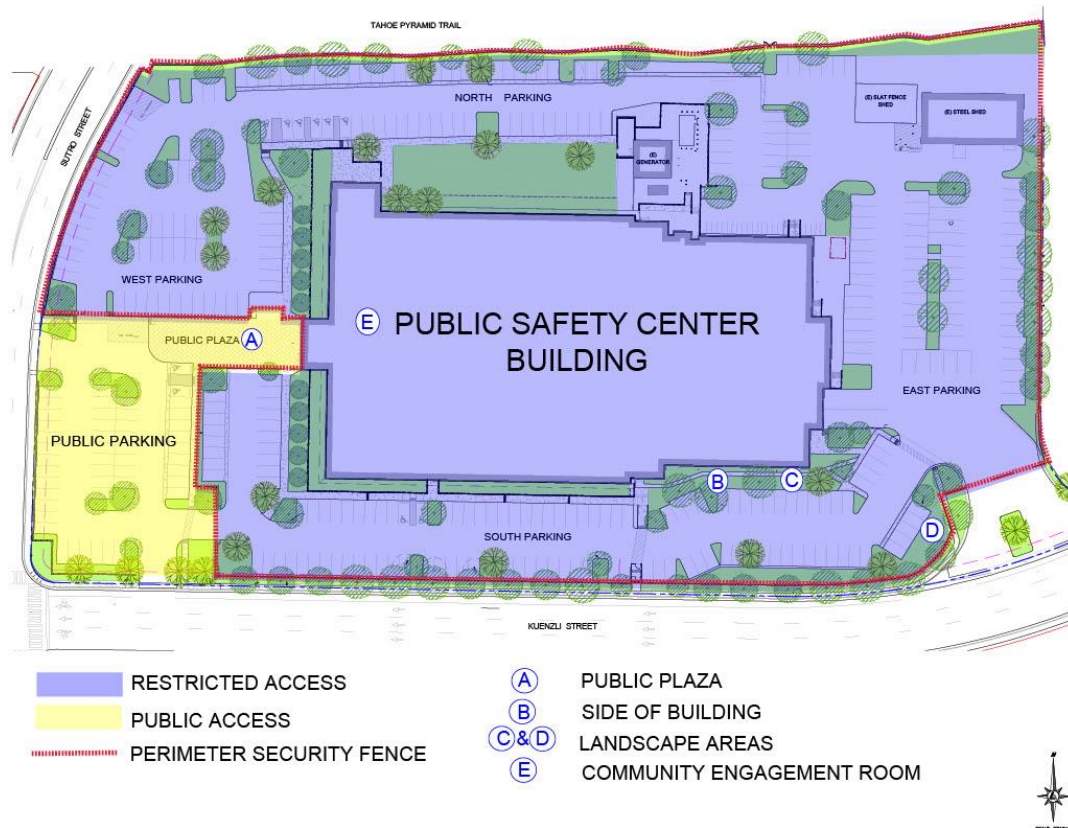 TAHOE PYRAMID TRAIL
SUTRO STREET
NORTH PARKING
(E) SLAT FENCE
SHED
(E) STEEL SHED
(E)
GENERATOR
WEST PARKING
PUBLIC PLAZA
A
E
PUBLIC SAFETY CENTER
BUILDING
EAST PARKING
PUBLIC PARKING
B
C
D
SOUTH PARKING
KUENZLI STREET
RESTRICTED ACCESS
PUBLIC ACCESS
PERIMETER SECURITY FENCE
A PUBLIC PLAZA
B SIDE OF BUILDING
C&D LANDSCAPE AREAS
E COMMUNITY ENGAGEMENT ROOM